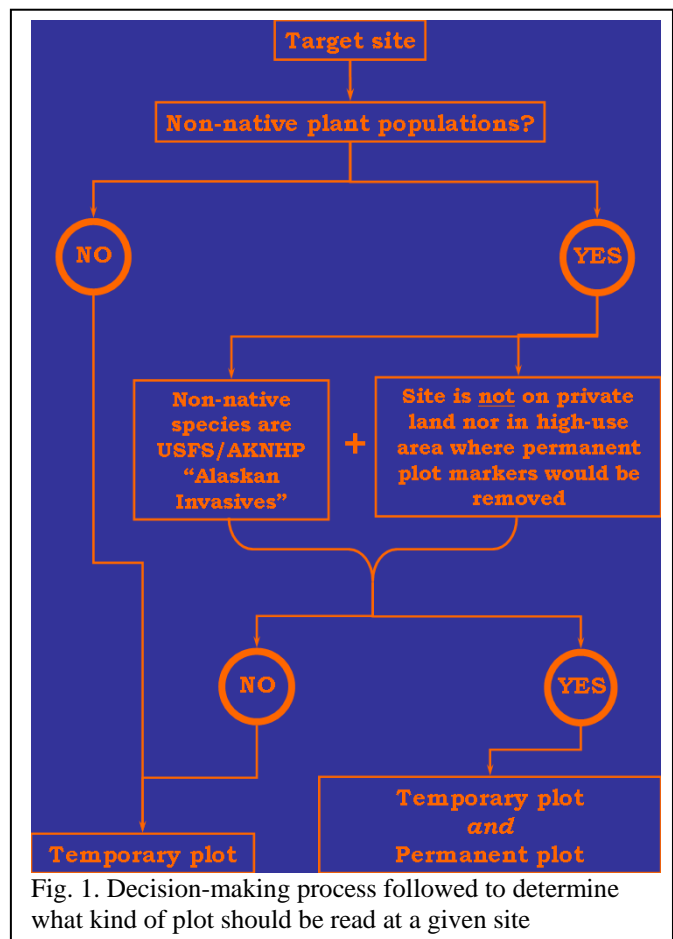 Target site
Non-native plant populations?
NO
YES
Non-native
species are
USFS/AKNHP
“Alaskan
Invasives”
+
Site is not on private
land nor in high-use
area where permanent
plot markers would be
removed
NO
YES
Temporary plot
Temporary plot
and
Permanent plot
Fig. 1. Decision-making process followed to determine
what kind of plot should be read at a given site